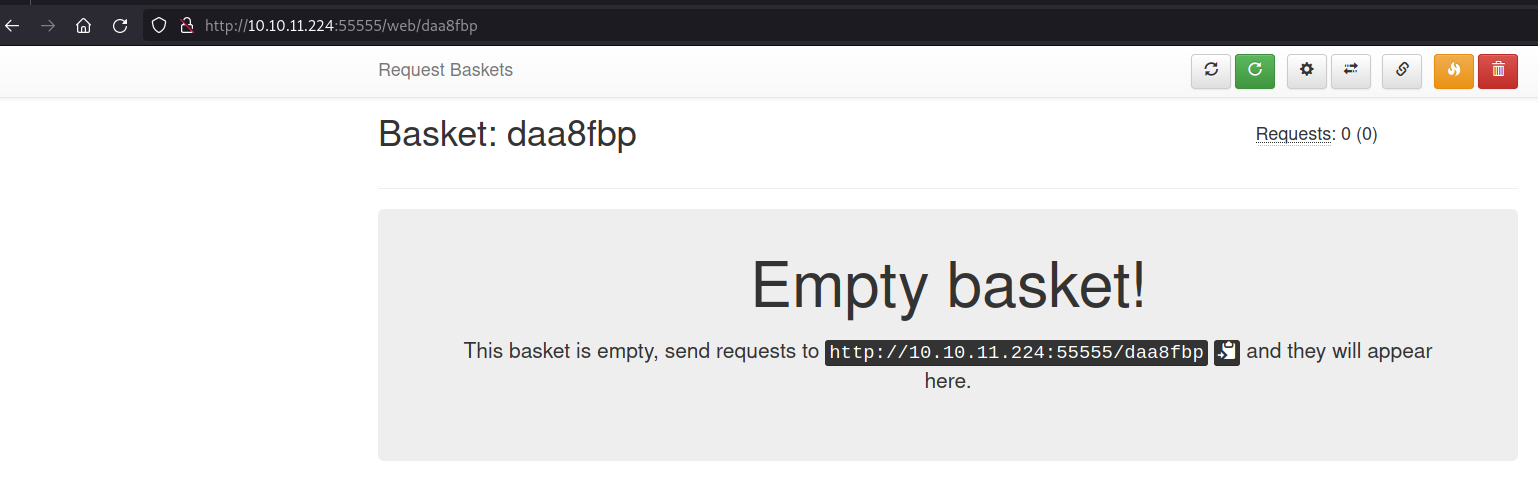 http://10.10.11.224:55555/web/daa8fbp
Request Baskets
Basket: daa8fbp
Requests: 0 (0)
Empty basket!
This basket is empty, send requests to http://10.10.11.224:55555/daa8fbp and they will appear
here.